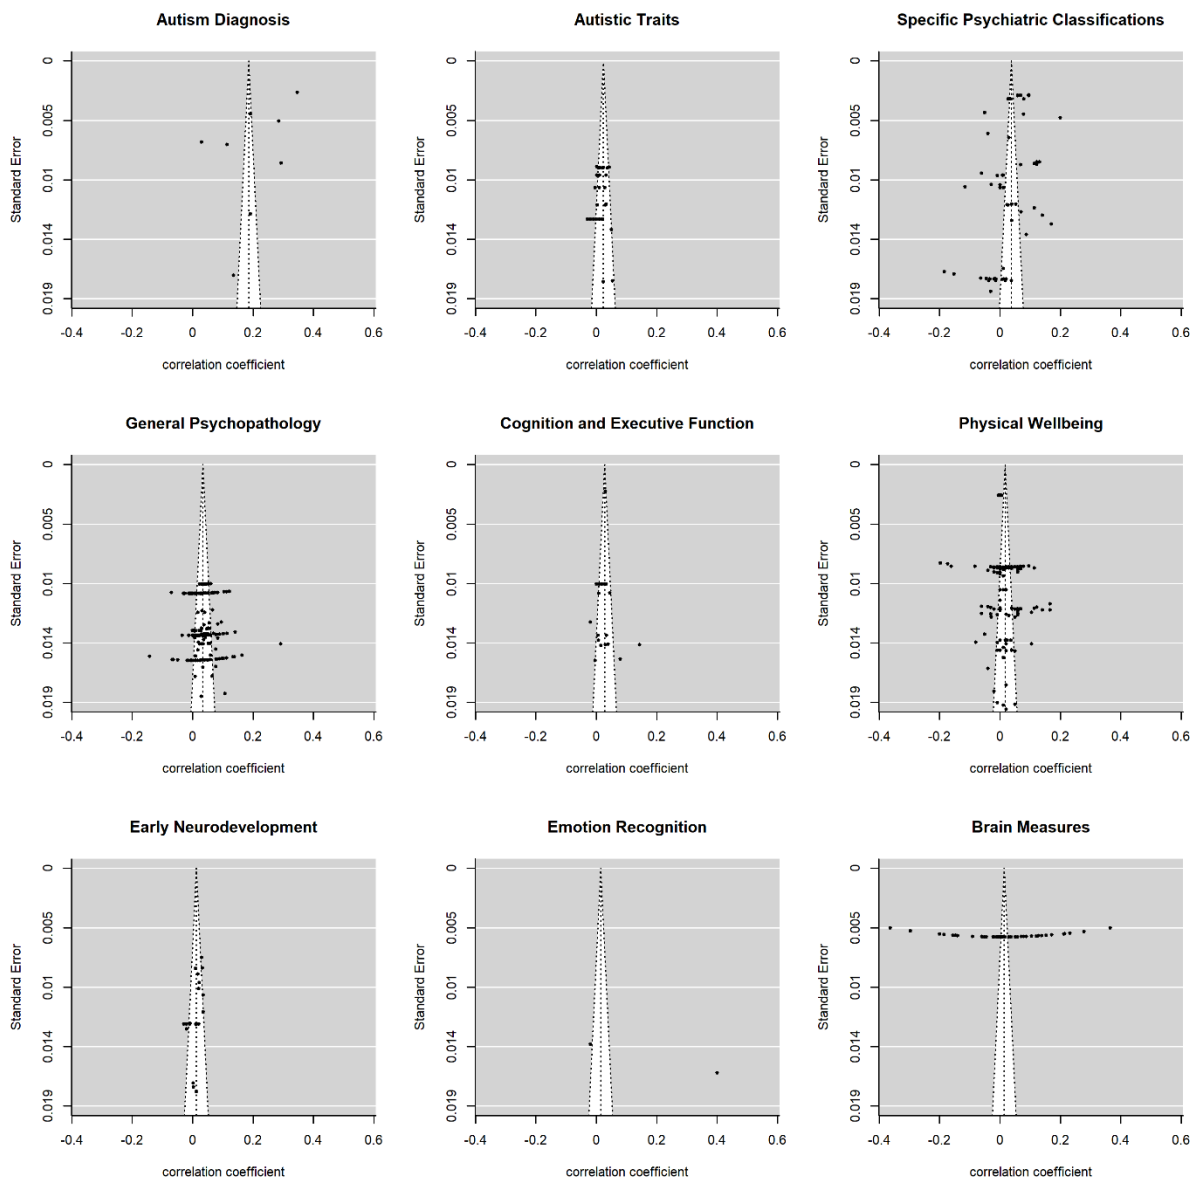 Autism Diagnosis
Autistic Traits
Specific Psychiatric Classifications
Standard Error
0
0.005
0.01
0.014
0.019
-0.4 -0.2 0 0.2 0.4 0.6
correlation coefficient
Standard Error
0
0.005
0.01
0.014
0.019
-0.4 -0.2 0 0.2 0.4 0.6
correlation coefficient
Standard Error
0
0.005
0.01
0.014
0.019
-0.4 -0.2 0 0.2 0.4 0.6
correlation coefficient
General Psychopathology
Cognition and Executive Function
Physical Wellbeing
Standard Error
0
0.005
0.01
0.014
0.019
-0.4 -0.2 0 0.2 0.4 0.6
correlation coefficient
Standard Error
0
0.005
0.01
0.014
0.019
-0.4 -0.2 0 0.2 0.4 0.6
correlation coefficient
Standard Error
0
0.005
0.01
0.014
0.019
-0.4 -0.2 0 0.2 0.4 0.6
correlation coefficient
Early Neurodevelopment
Emotion Recognition
Brain Measures
Standard Error
0
0.005
0.01
0.014
0.019
-0.4 -0.2 0 0.2 0.4 0.6
correlation coefficient
Standard Error
0
0.005
0.01
0.014
0.019
-0.4 -0.2 0 0.2 0.4 0.6
correlation coefficient
Standard Error
0
0.005
0.01
0.014
0.019
-0.4 -0.2 0 0.2 0.4 0.6
correlation coefficient